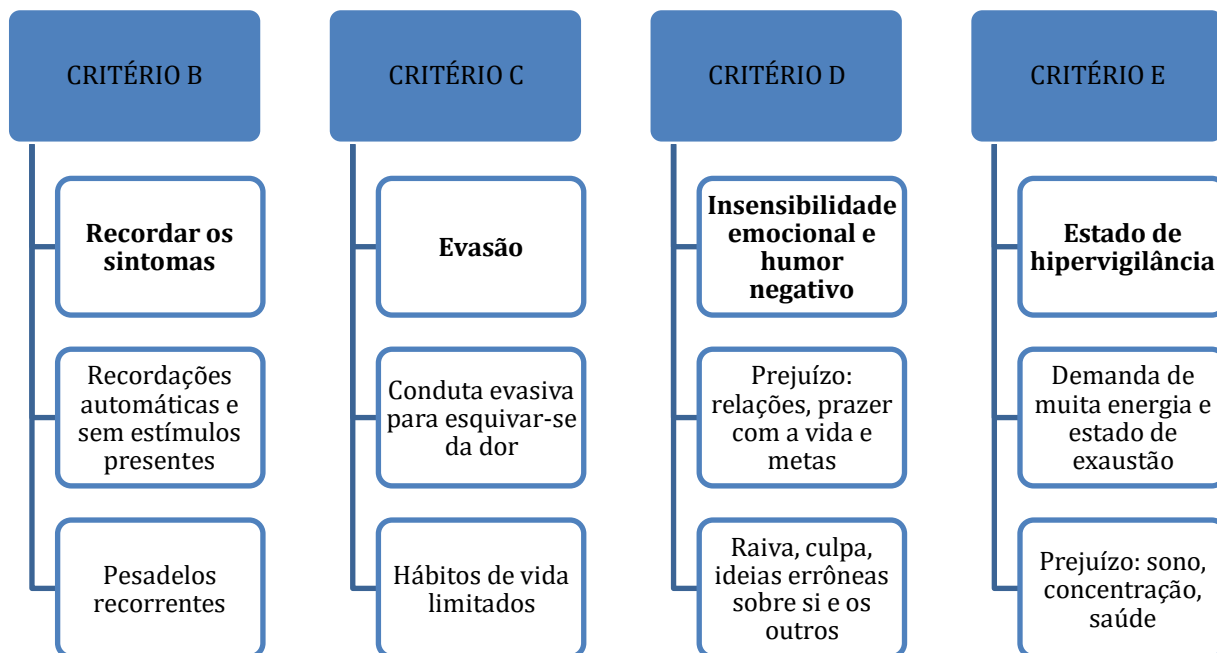 CRITÉRIO B
Recordar os
sintomas
Recordações
automáticas e
sem estímulos
presentes
Pesadelos
recorrentes
CRITÉRIO C
Evasão
Conduta evasiva
para esquivar-se
da dor
Hábitos de vida
limitados
CRITÉRIO D
Insensibilidade
emocional e
humor
negativo
Prejuízo:
relações, prazer
com a vida e
metas
Raiva, culpa,
ideias errôneas
sobre si e os
outros
CRITÉRIO E
Estado de
hipervigilância
Demanda de
muita energia e
estado de
exaustão
Prejuízo: sono,
concentração,
saúde